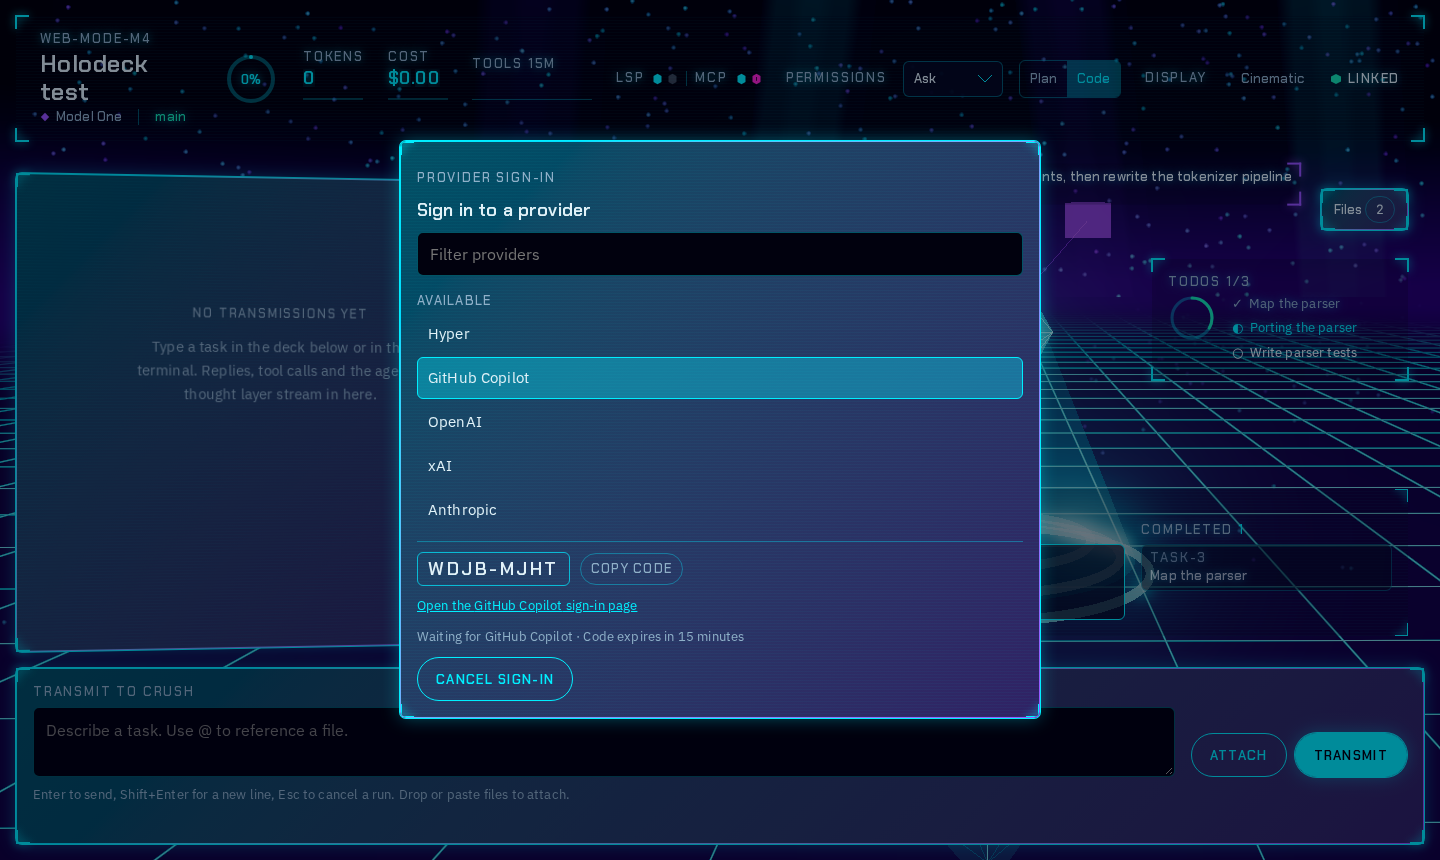 WEB-MODE-M4
Holodeck
test
Model One
main
0%
TOKENS
0
COST
$0.00
TOOLS 15M
LSP
MCP
PERMISSIONS
Ask
Plan
Code
DISPLAY
Cinematic
LINKED
nts, then rewrite the tokenizer pipeline
Files 2
TODOS 1/3
✓ Map the parser
Porting the parser
Write parser tests
NO TRANSMISSIONS YET
Type a task in the deck below or in th
terminal. Replies, tool calls and the age
thought layer stream in here.
PROVIDER SIGN-IN
Sign in to a provider
Filter providers
AVAILABLE
Hyper
GitHub Copilot
OpenAI
xAI
Anthropic
WDJB-MJHT
COPY CODE
Open the GitHub Copilot sign-in page
Waiting for GitHub Copilot · Code expires in 15 minutes
CANCEL SIGN-IN
COMPLETED 1
TASK-3
Map the parser
TRANSMIT TO CRUSH
Describe a task. Use @ to reference a file.
ATTACH
TRANSMIT
Enter to send, Shift+Enter for a new line, Esc to cancel a run. Drop or paste files to attach.